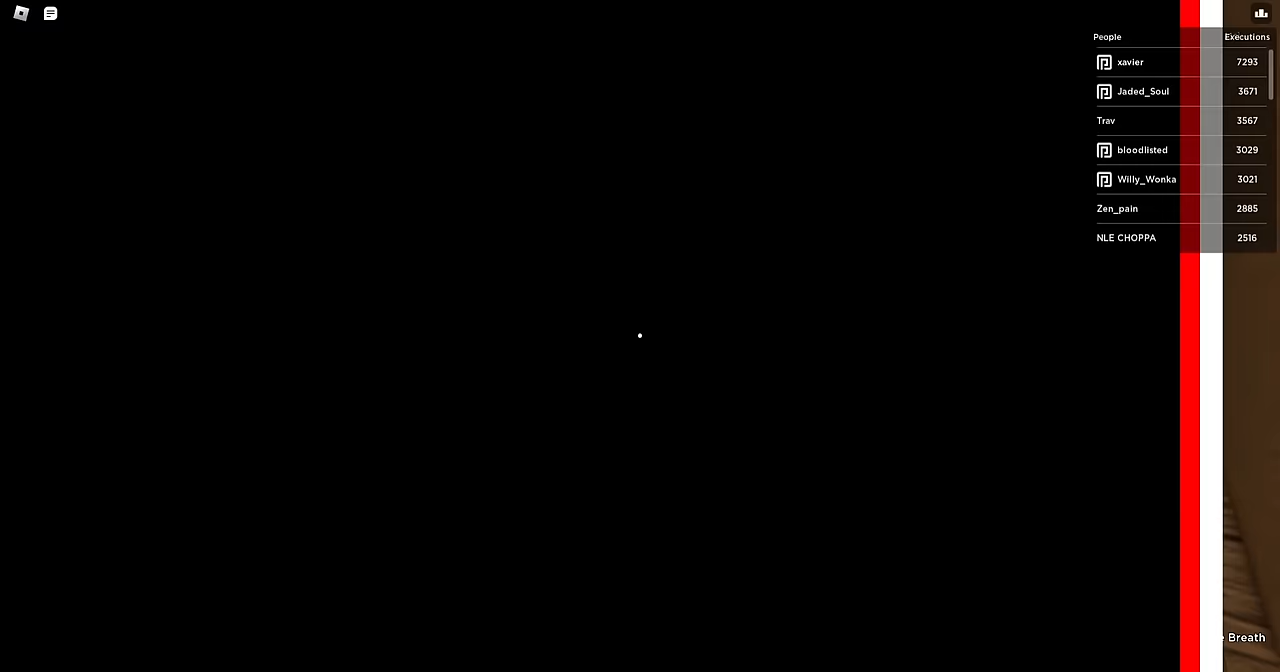 People Executions
xavier 7293
Jaded_Soul 3671
Trav 3567
bloodlisted 3029
Willy_Wonka 3021
Zen_pain 2885
NLE CHOPPA 2516
Breath